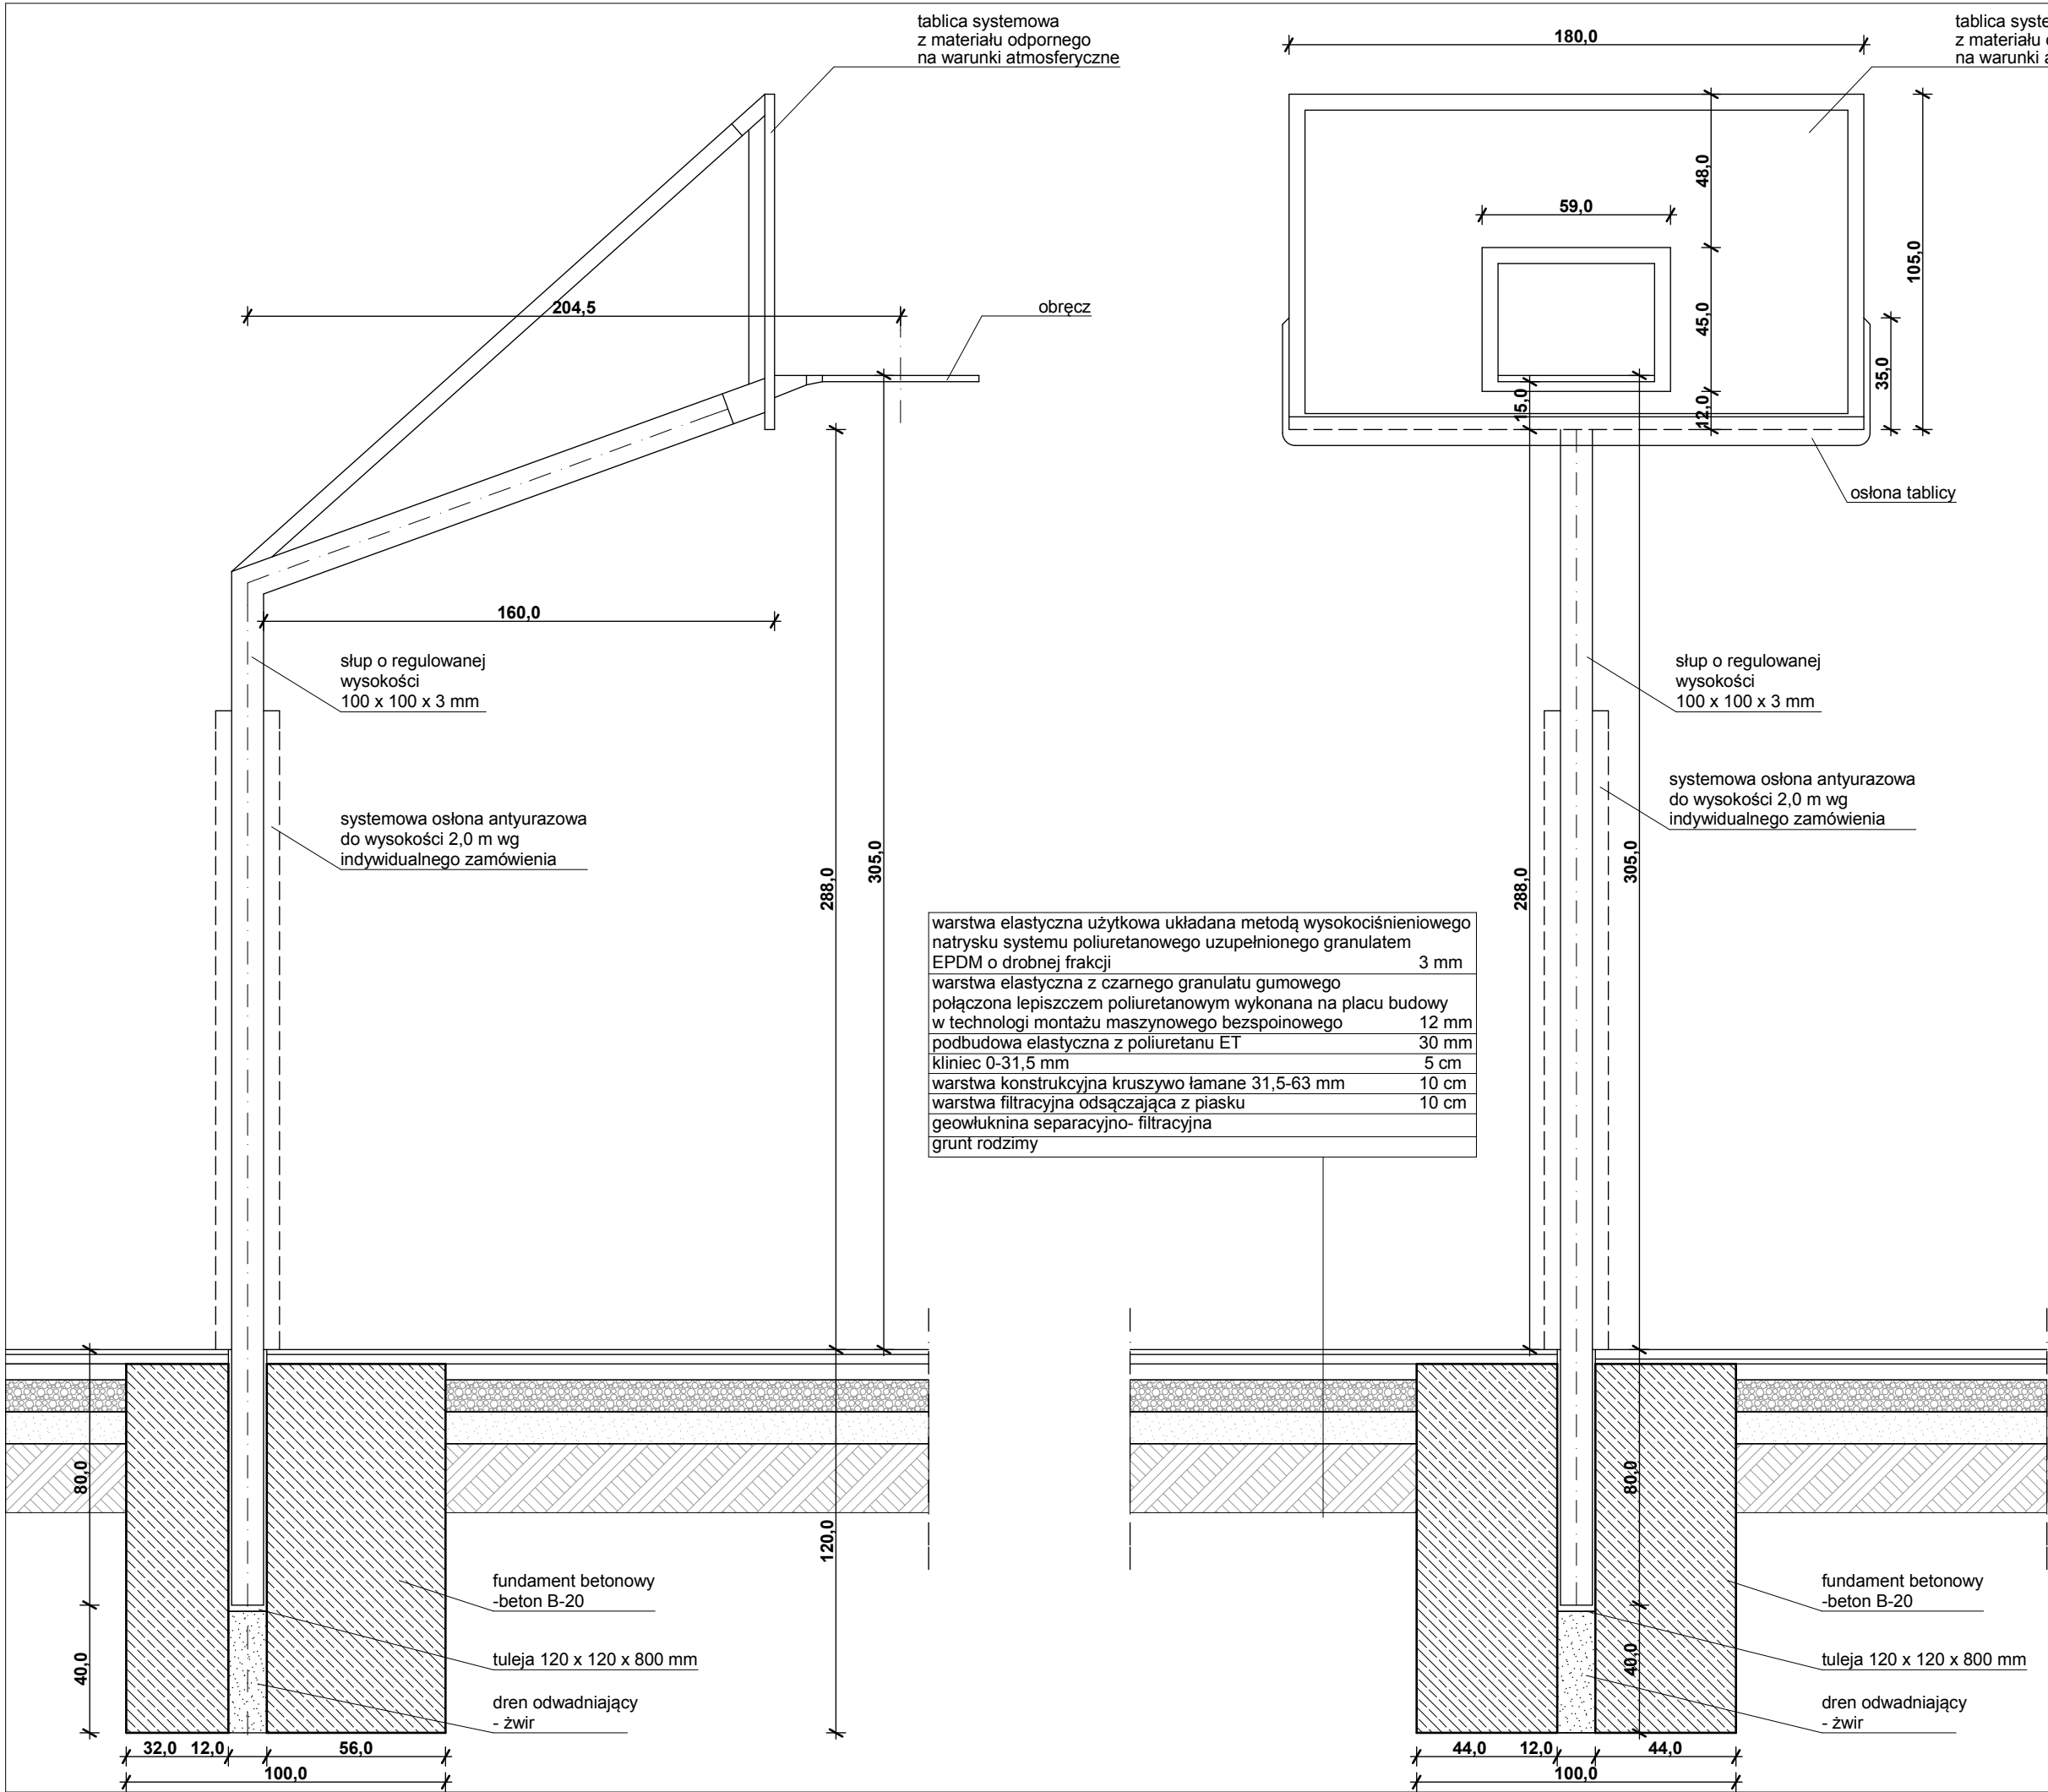 tablica systemowa
z materiału odpornego
na warunki atmosferyczne
204,5
obręcz
160,0
słup o regulowanej
wysokości
100 x 100 x 3 mm
systemowa osłona antyurazowa
do wysokości 2,0 m wg
indywidualnego zamówienia
288,0
305,0
80,0
120,0
40,0
fundament betonowy
-beton B-20
tuleja 120 x 120 x 800 mm
dren odwadniający
- żwir
32,0 12,0 56,0
100,0
warstwa elastyczna użytkowa układana metodą wysokociśnieniowego
natrysku systemu poliuretanowego uzupełnionego granulatem
EPDM o drobnej frakcji 3 mm
warstwa elastyczna z czarnego granulatu gumowego
połączona lepiszczem poliuretanowym wykonana na placu budowy
w technologi montażu maszynowego bezspoinowego 12 mm
podbudowa elastyczna z poliuretanu ET 30 mm
kliniec 0-31,5 mm 5 cm
warstwa konstrukcyjna kruszywo łamane 31,5-63 mm 10 cm
warstwa filtracyjna odsączająca z piasku 10 cm
geowłuknina separacyjno- filtracyjna
grunt rodzimy
180,0
tablica syste
z materiału
na warunki
48,0
59,0
105,0
45,0
35,0
15,0
12,0
osłona tablicy
słup o regulowanej
wysokości
100 x 100 x 3 mm
systemowa osłona antyurazowa
do wysokości 2,0 m wg
indywidualnego zamówienia
288,0
305,0
80,0
40,0
fundament betonowy
-beton B-20
tuleja 120 x 120 x 800 mm
dren odwadniający
- żwir
44,0 12,0 44,0
100,0